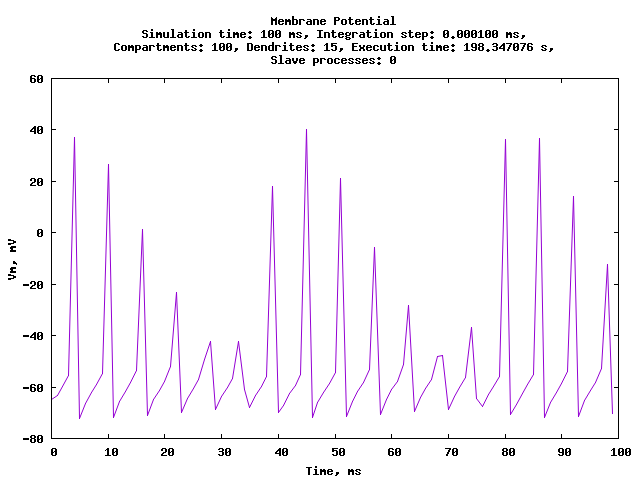 Membrane Potential
Simulation time: 100 ms, Integration step: 0.000100 ms,
Compartments: 100, Dendrites: 15, Execution time: 198.347076 s,
Slave processes: 0
60
40
20
0
-20
-40
-60
-80
Vm, mV
0 10 20 30 40 50 60 70 80 90 100
Time, ms